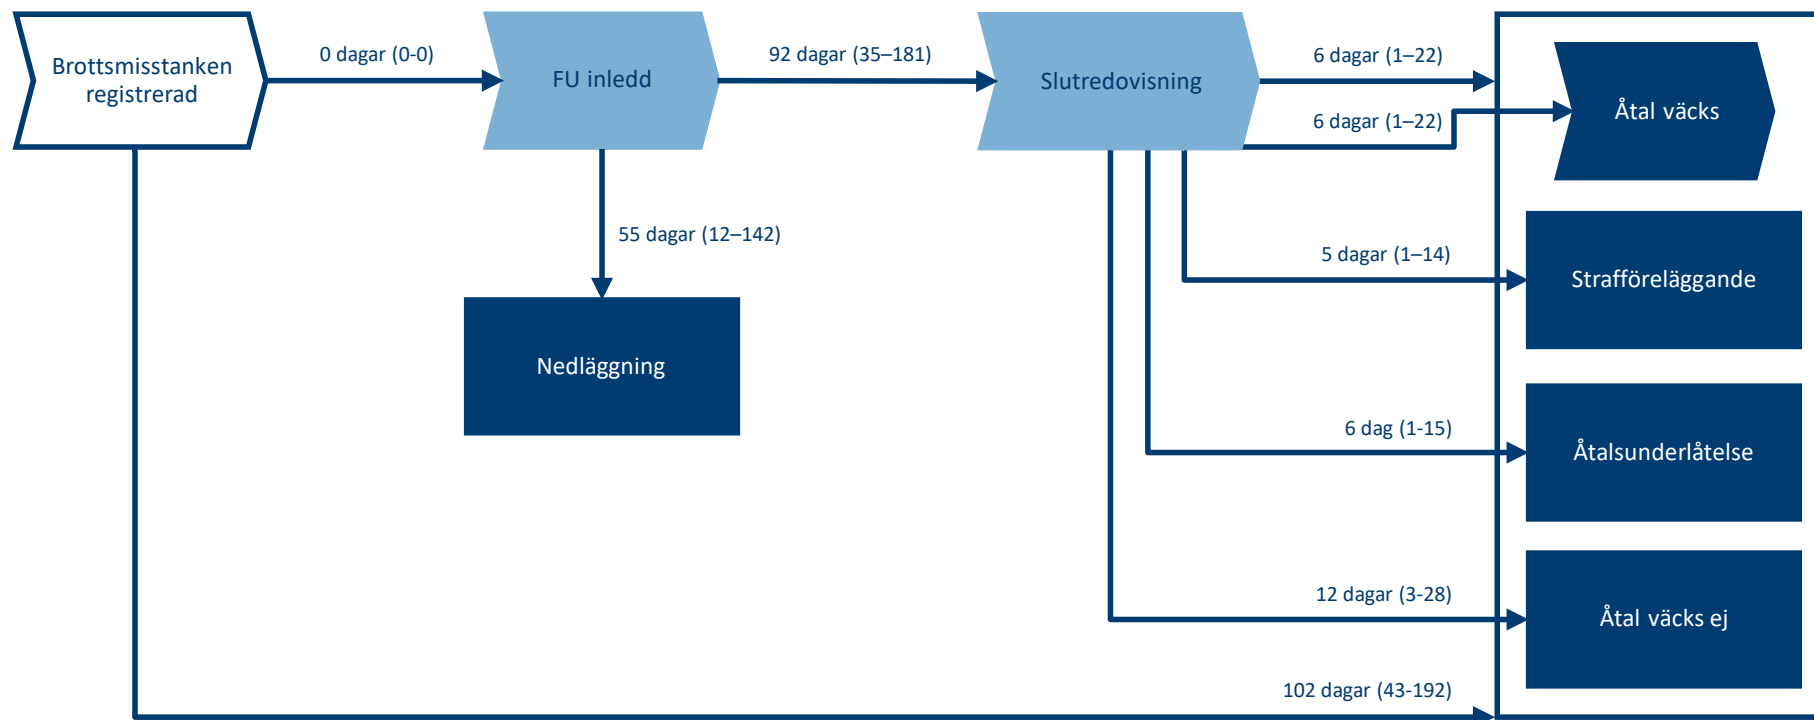 Brottsmisstanken
registrerad
0 dagar (0-0)
FU inledd
92 dagar (35–181)
Slutredovisning
6 dagar (1–22)
6 dagar (1–22)
Åtal väcks
55 dagar (12–142)
Nedläggning
5 dagar (1–14)
Strafföreläggande
6 dag (1-15)
Åtalsunderlåtelse
12 dagar (3-28)
Åtal väcks ej
102 dagar (43-192)